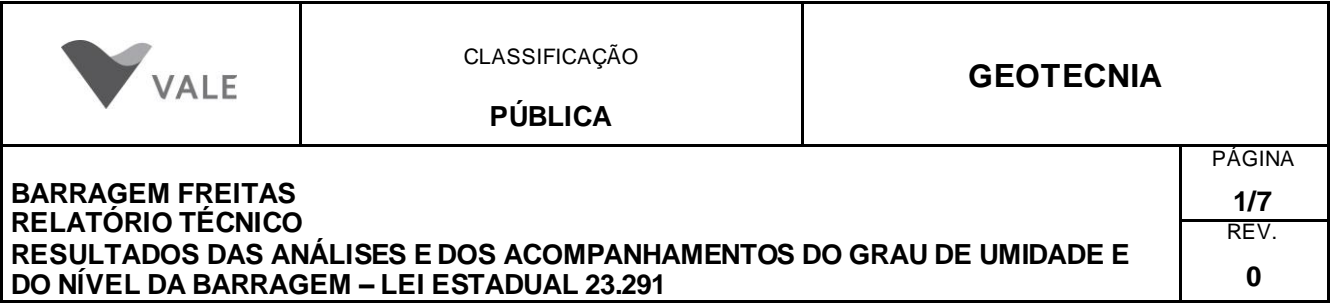 VALE
CLASSIFICAÇÃO
PÚBLICA
GEOTECNIA
BARRAGEM FREITAS
RELATÓRIO TÉCNICO
RESULTADOS DAS ANÁLISES E DOS ACOMPANHAMENTOS DO GRAU DE UMIDADE E
DO NÍVEL DA BARRAGEM – LEI ESTADUAL 23.291
PÁGINA
1/7
REV.
0